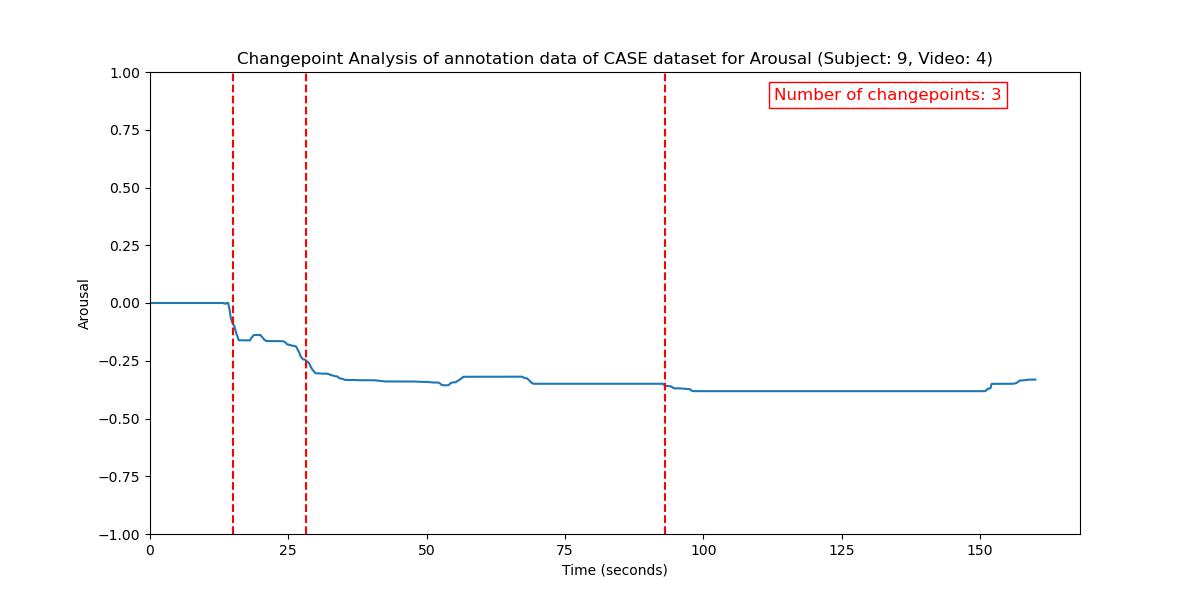 Changepoint Analysis of annotation data of CASE dataset for Arousal (Subject: 9, Video: 4)
Number of changepoints: 3
1.00
0.75
0.50
0.25
0.00
−0.25
−0.50
−0.75
−1.00
Arousal
0 25 50 75 100 125 150
Time (seconds)